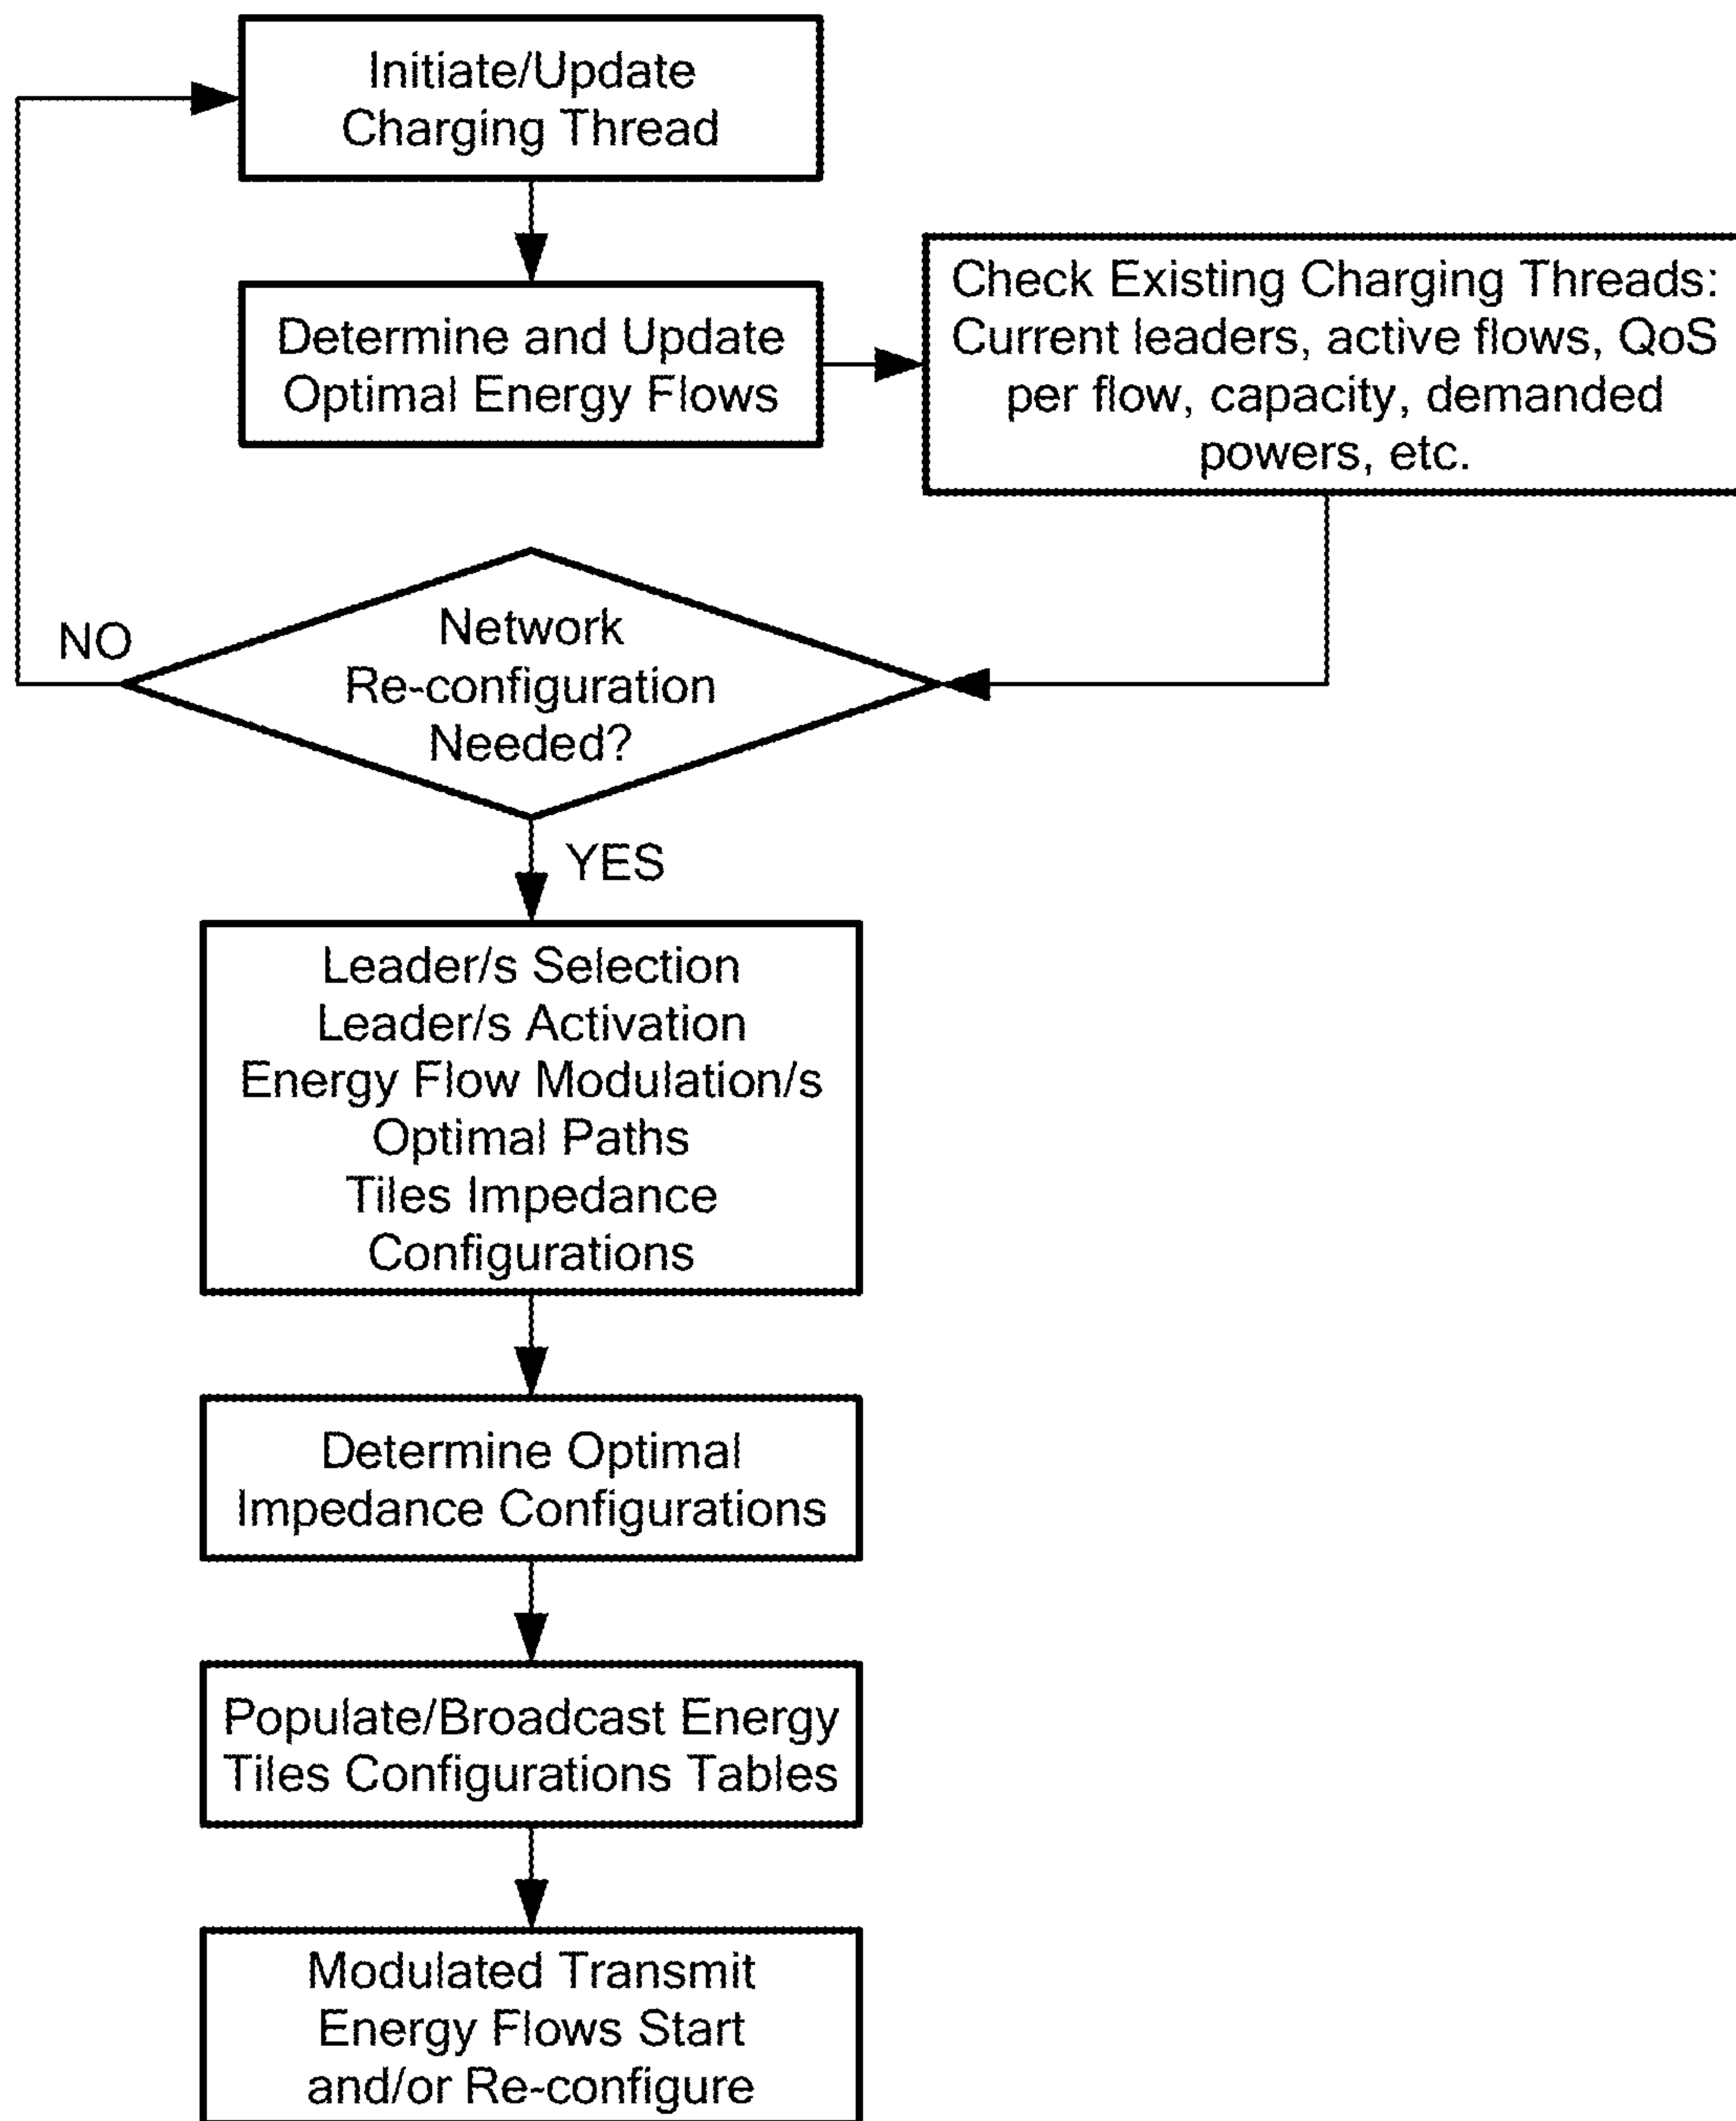 Initiate/Update
Charging Thread
Determine and Update
Optimal Energy Flows
Check Existing Charging Threads:
Current leaders, active flows, QoS
per flow, capacity, demanded
powers, etc.
Network
Re-configuration
Needed?
NO
YES
Leader/s Selection
Leader/s Activation
Energy Flow Modulation/s
Optimal Paths
Tiles Impedance
Configurations
Determine Optimal
Impedance Configurations
Populate/Broadcast Energy
Tiles Configurations Tables
Modulated Transmit
Energy Flows Start
and/or Re-configure